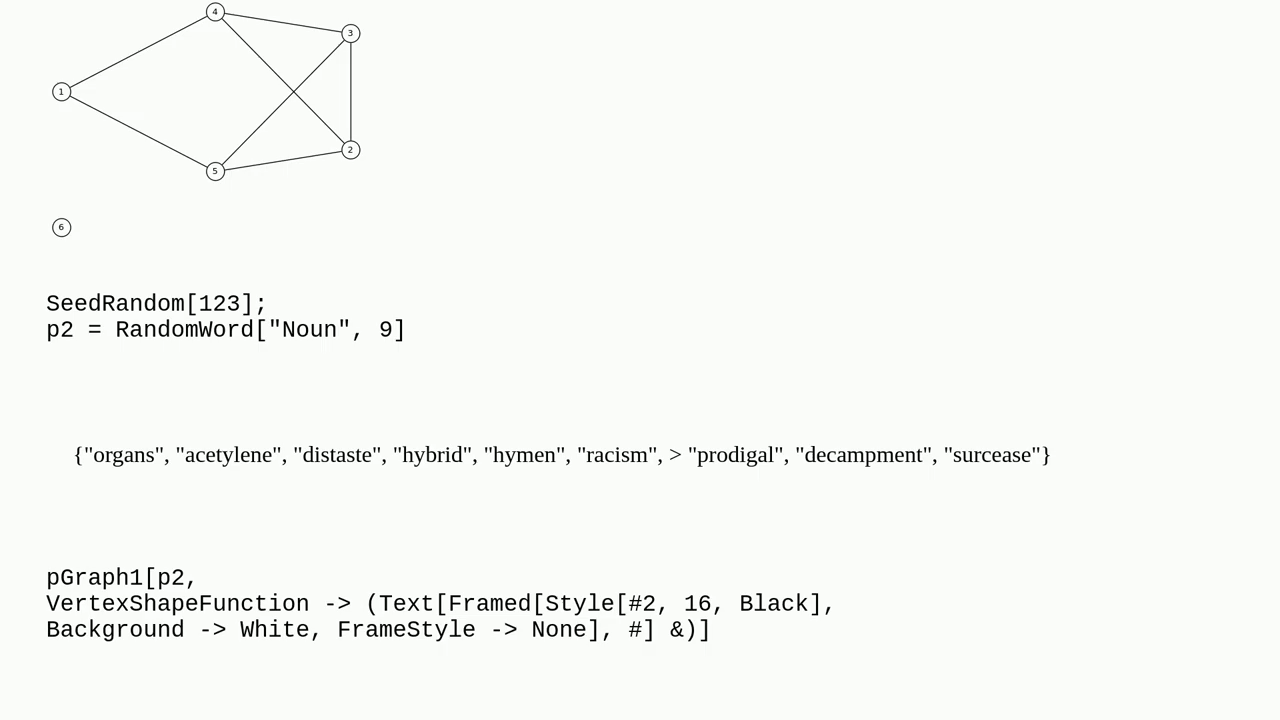 4
3
1
2
5
6
SeedRandom[123];
p2 = RandomWord["Noun", 9]
{"organs", "acetylene", "distaste", "hybrid", "hymen", "racism", > "prodigal", "decampment", "surcease"}
pGraph1[p2,
VertexShapeFunction -> (Text[Framed[Style[#2, 16, Black],
Background -> White, FrameStyle -> None], #] &)]